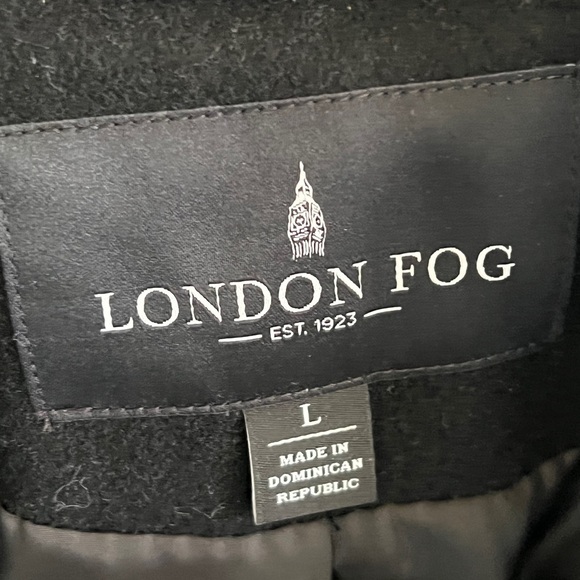 LONDON FOG
EST. 1923
L
MADE IN
DOMINICAN
REPUBLIC